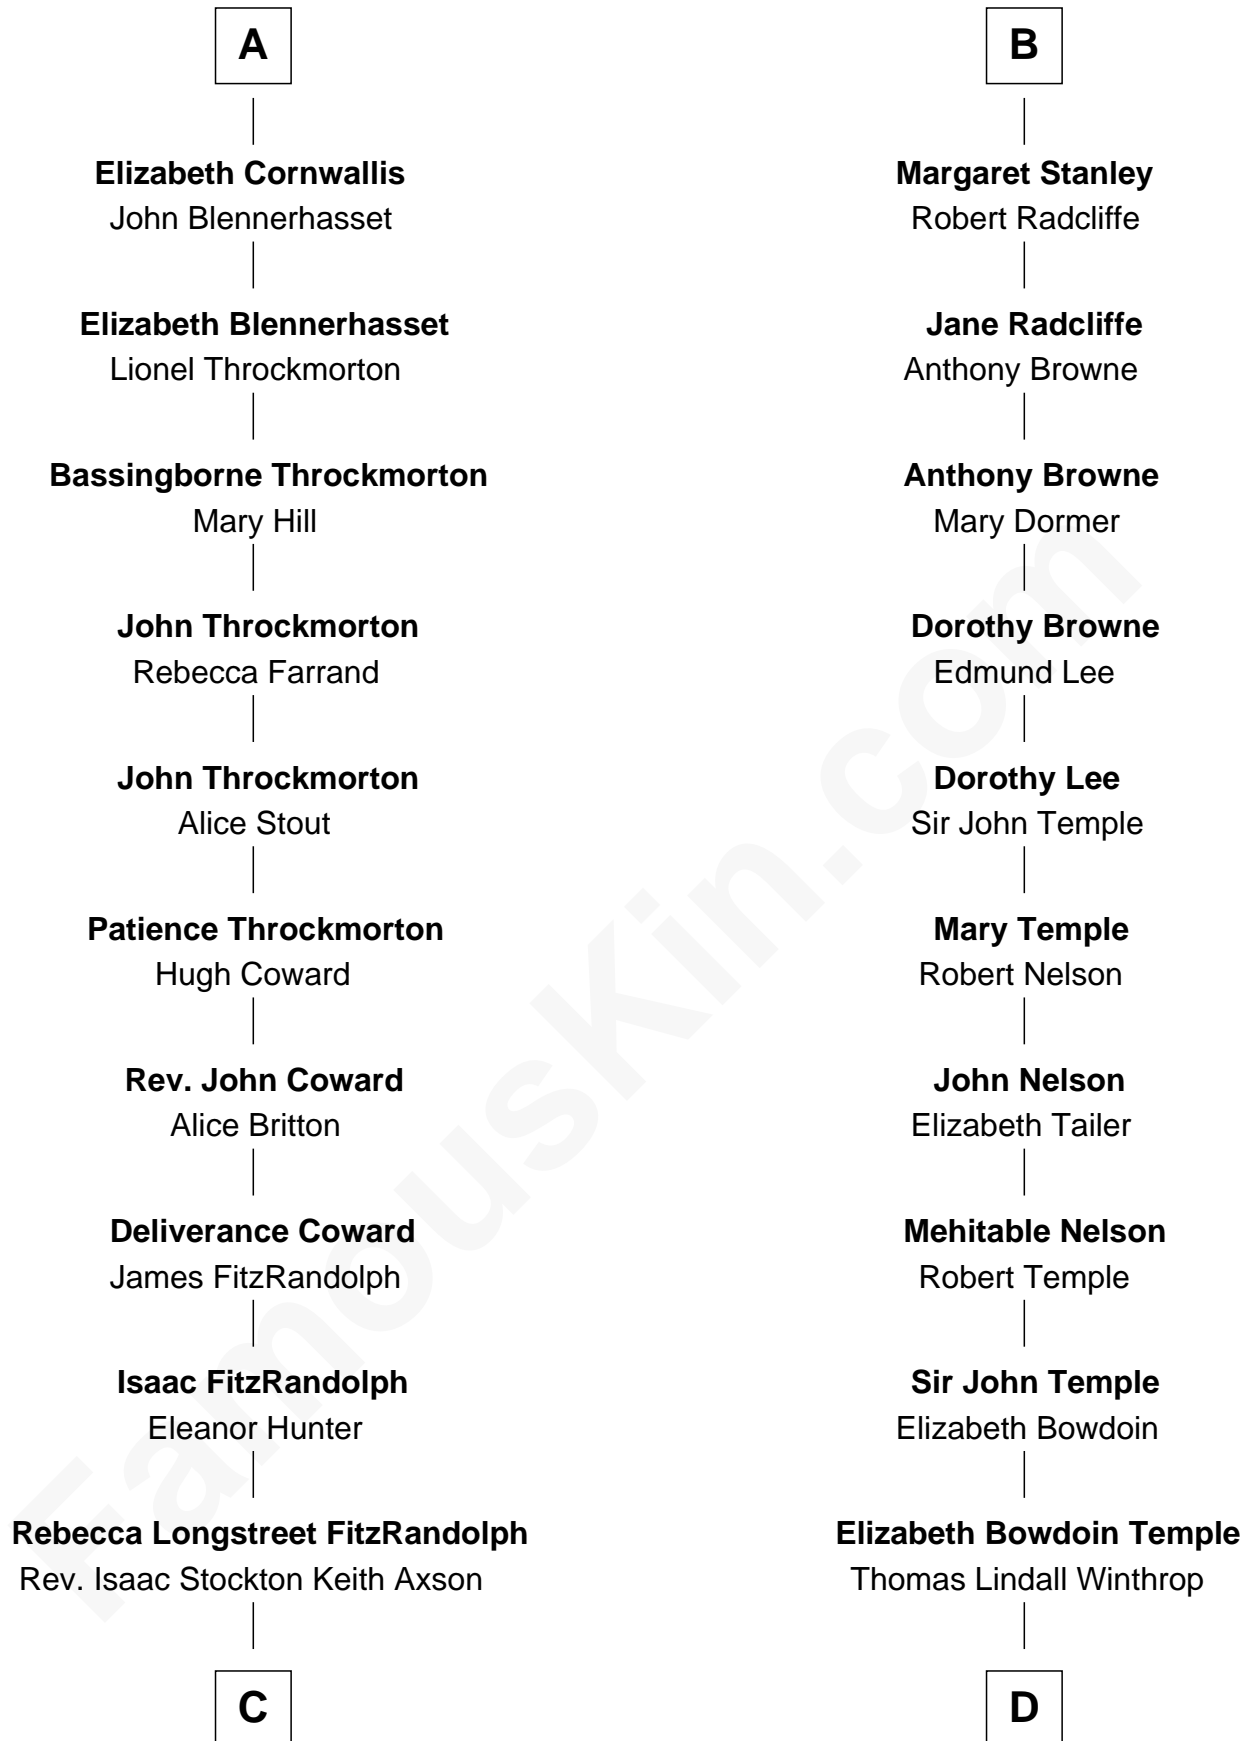 A
Elizabeth Cornwallis
John Blennerhasset
Elizabeth Blennerhasset
Lionel Throckmorton
Bassingborne Throckmorton
Mary Hill
John Throckmorton
Rebecca Farrand
John Throckmorton
Alice Stout
Patience Throckmorton
Hugh Coward
Rev. John Coward
Alice Britton
Deliverance Coward
James FitzRandolph
Isaac FitzRandolph
Eleanor Hunter
Rebecca Longstreet FitzRandolph
Rev. Isaac Stockton Keith Axson
C
B
Margaret Stanley
Robert Radcliffe
Jane Radcliffe
Anthony Browne
Anthony Browne
Mary Dormer
Dorothy Browne
Edmund Lee
Dorothy Lee
Sir John Temple
Mary Temple
Robert Nelson
John Nelson
Elizabeth Tailer
Mehitable Nelson
Robert Temple
Sir John Temple
Elizabeth Bowdoin
Elizabeth Bowdoin Temple
Thomas Lindall Winthrop
D
FamousKin.com